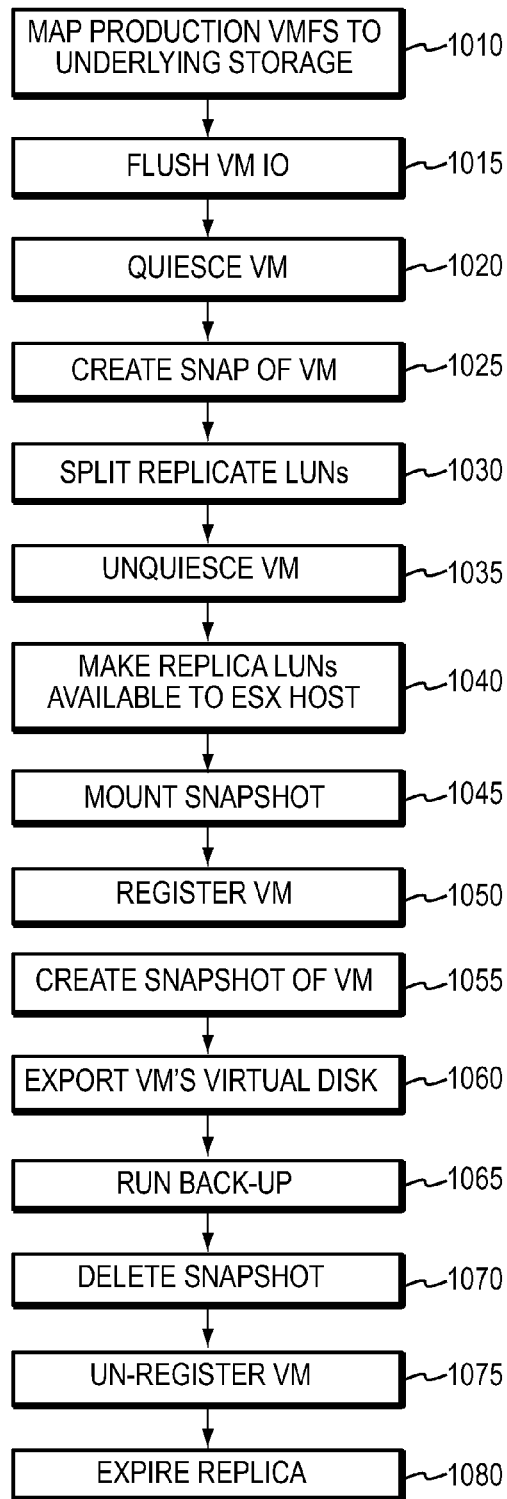 MAP PRODUCTION VMFS TO
UNDERLYING STORAGE
1010
FLUSH VM IO
1015
QUIESCE VM
1020
CREATE SNAP OF VM
1025
SPLIT REPLICATE LUNs
1030
UNQUIESCE VM
1035
MAKE REPLICA LUNs
AVAILABLE TO ESX HOST
1040
MOUNT SNAPSHOT
1045
REGISTER VM
1050
CREATE SNAPSHOT OF VM
1055
EXPORT VM'S VIRTUAL DISK
1060
RUN BACK-UP
1065
DELETE SNAPSHOT
1070
UN-REGISTER VM
1075
EXPIRE REPLICA
1080